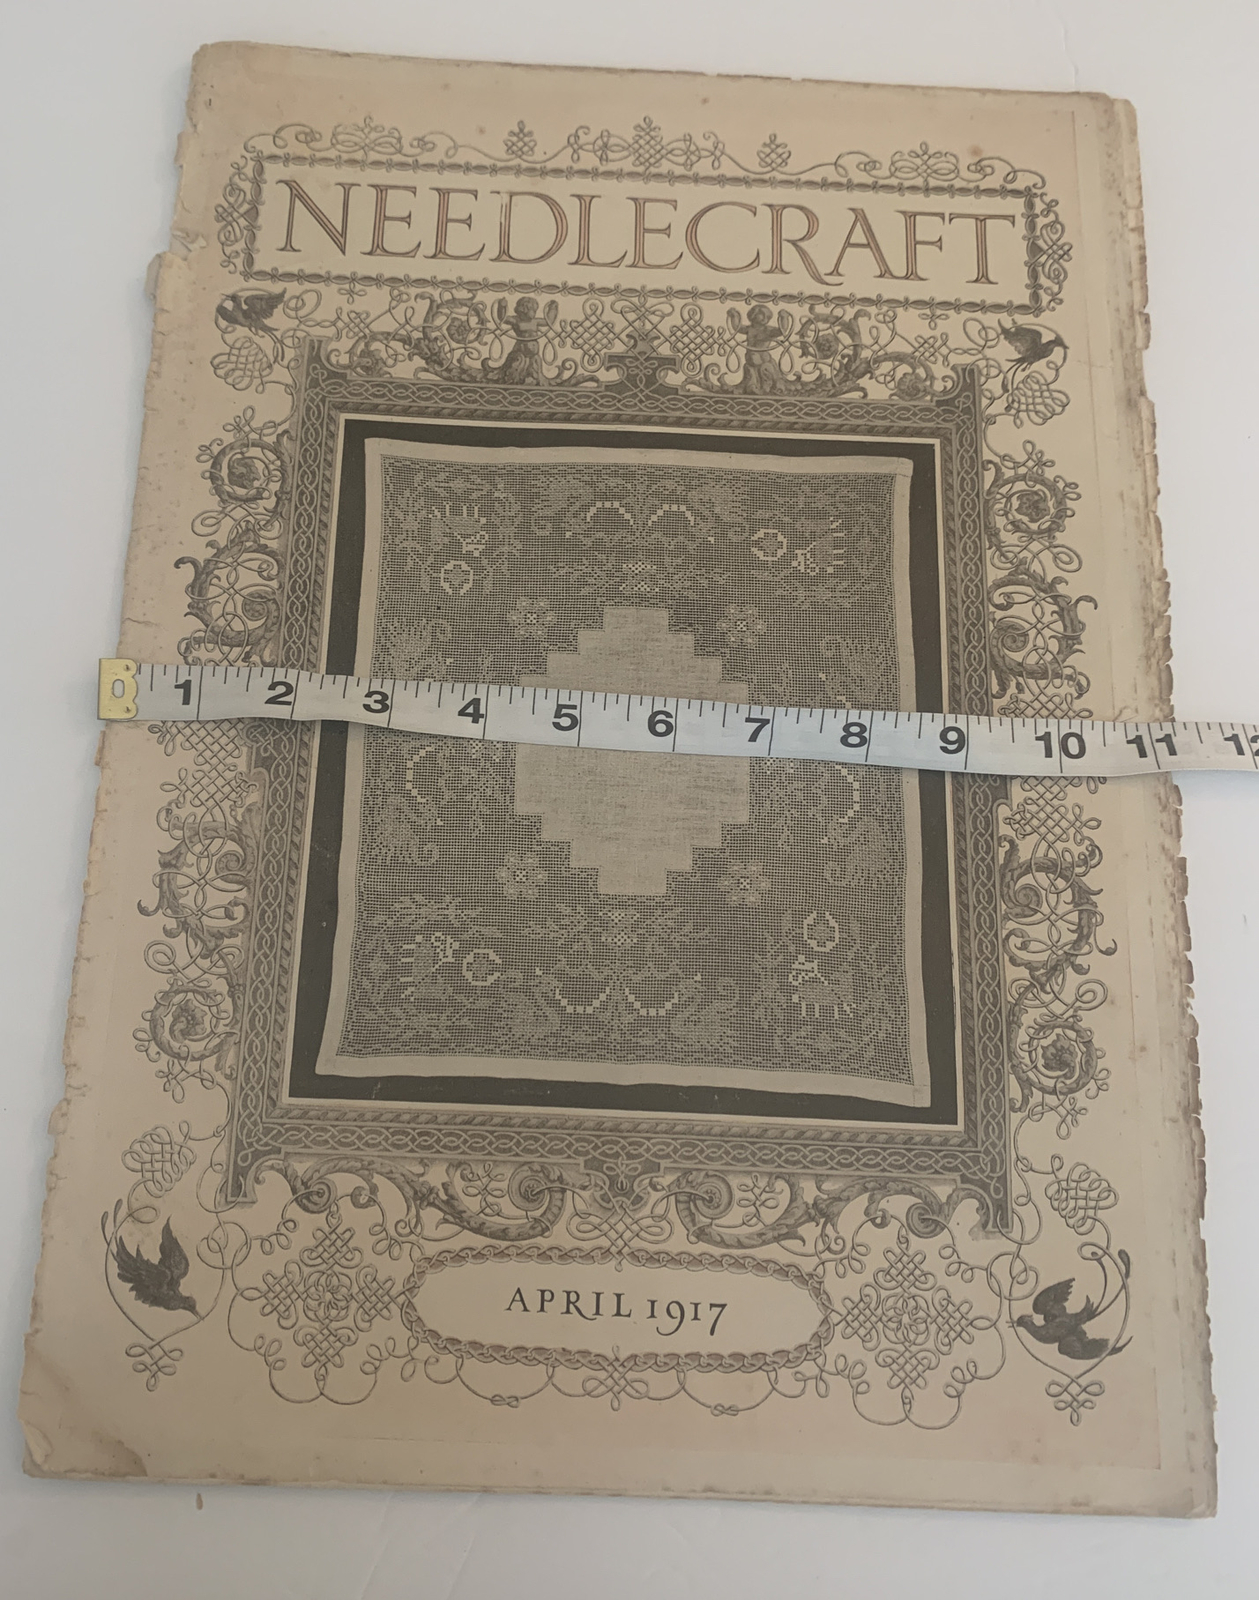 NEEDLECRAFT
1 2 3 4 5 6 7 8 9 10 11 12
APRIL 1917